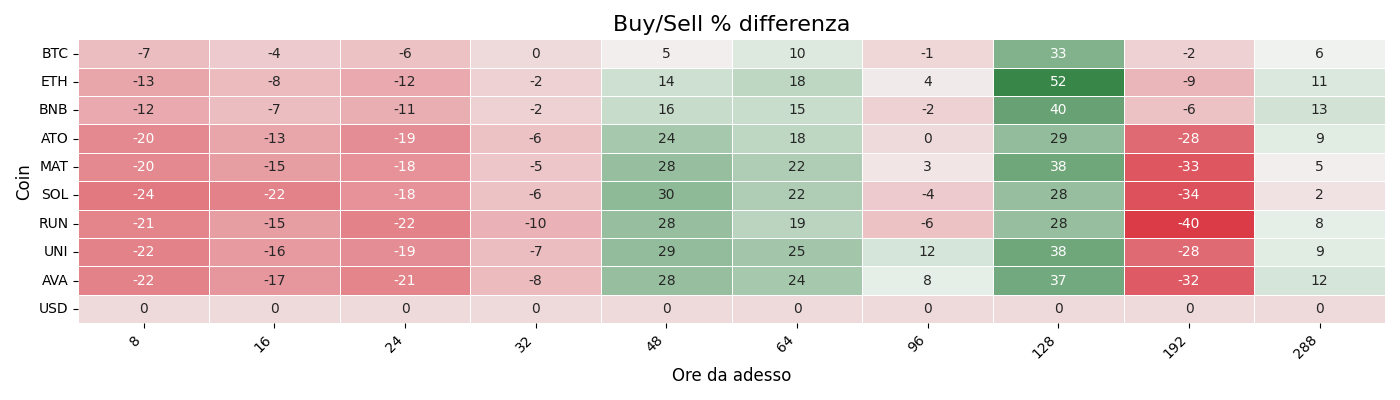 Buy/Sell % differenza
Coin
BTC -7 -4 -6 0 5 10 -1 33 -2 6
ETH -13 -8 -12 -2 14 18 4 52 -9 11
BNB -12 -7 -11 -2 16 15 -2 40 -6 13
ATO -20 -13 -19 -6 24 18 0 29 -28 9
MAT -20 -15 -18 -5 28 22 3 38 -33 5
SOL -24 -22 -18 -6 30 22 -4 28 -34 2
RUN -21 -15 -22 -10 28 19 -6 28 -40 8
UNI -22 -16 -19 -7 29 25 12 38 -28 9
AVA -22 -17 -21 -8 28 24 8 37 -32 12
USD 0 0 0 0 0 0 0 0 0 0
8 16 24 32 48 64 96 128 192 288
Ore da adesso